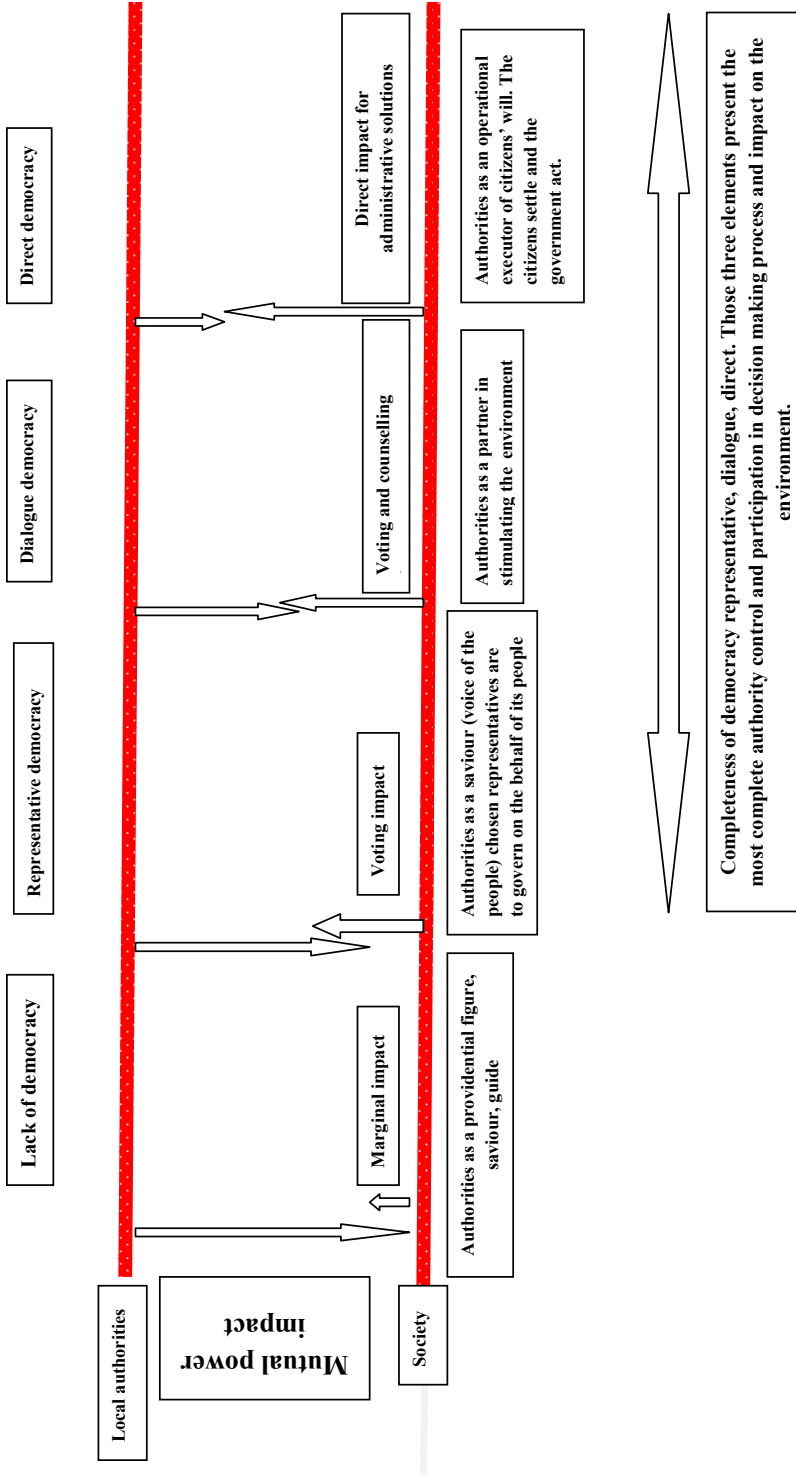 Lack of democracy
Representative democracy
Dialogue democracy
Direct democracy
Local authorities
Mutual power
impact
Society
Marginal impact
Voting impact
Voting and counselling
.
Direct impact for
administrative solutions
Authorities as a providential figure,
saviour, guide
Authorities as a saviour (voice of the
people) chosen representatives are
to govern on the behalf of its people
Authorities as a partner in
stimulating the environment
Authorities as an operational
executor of citizens’ will. The
citizens settle and the
government act.
Completeness of democracy representative, dialogue, direct. Those three elements present the
most complete authority control and participation in decision making process and impact on the
environment.